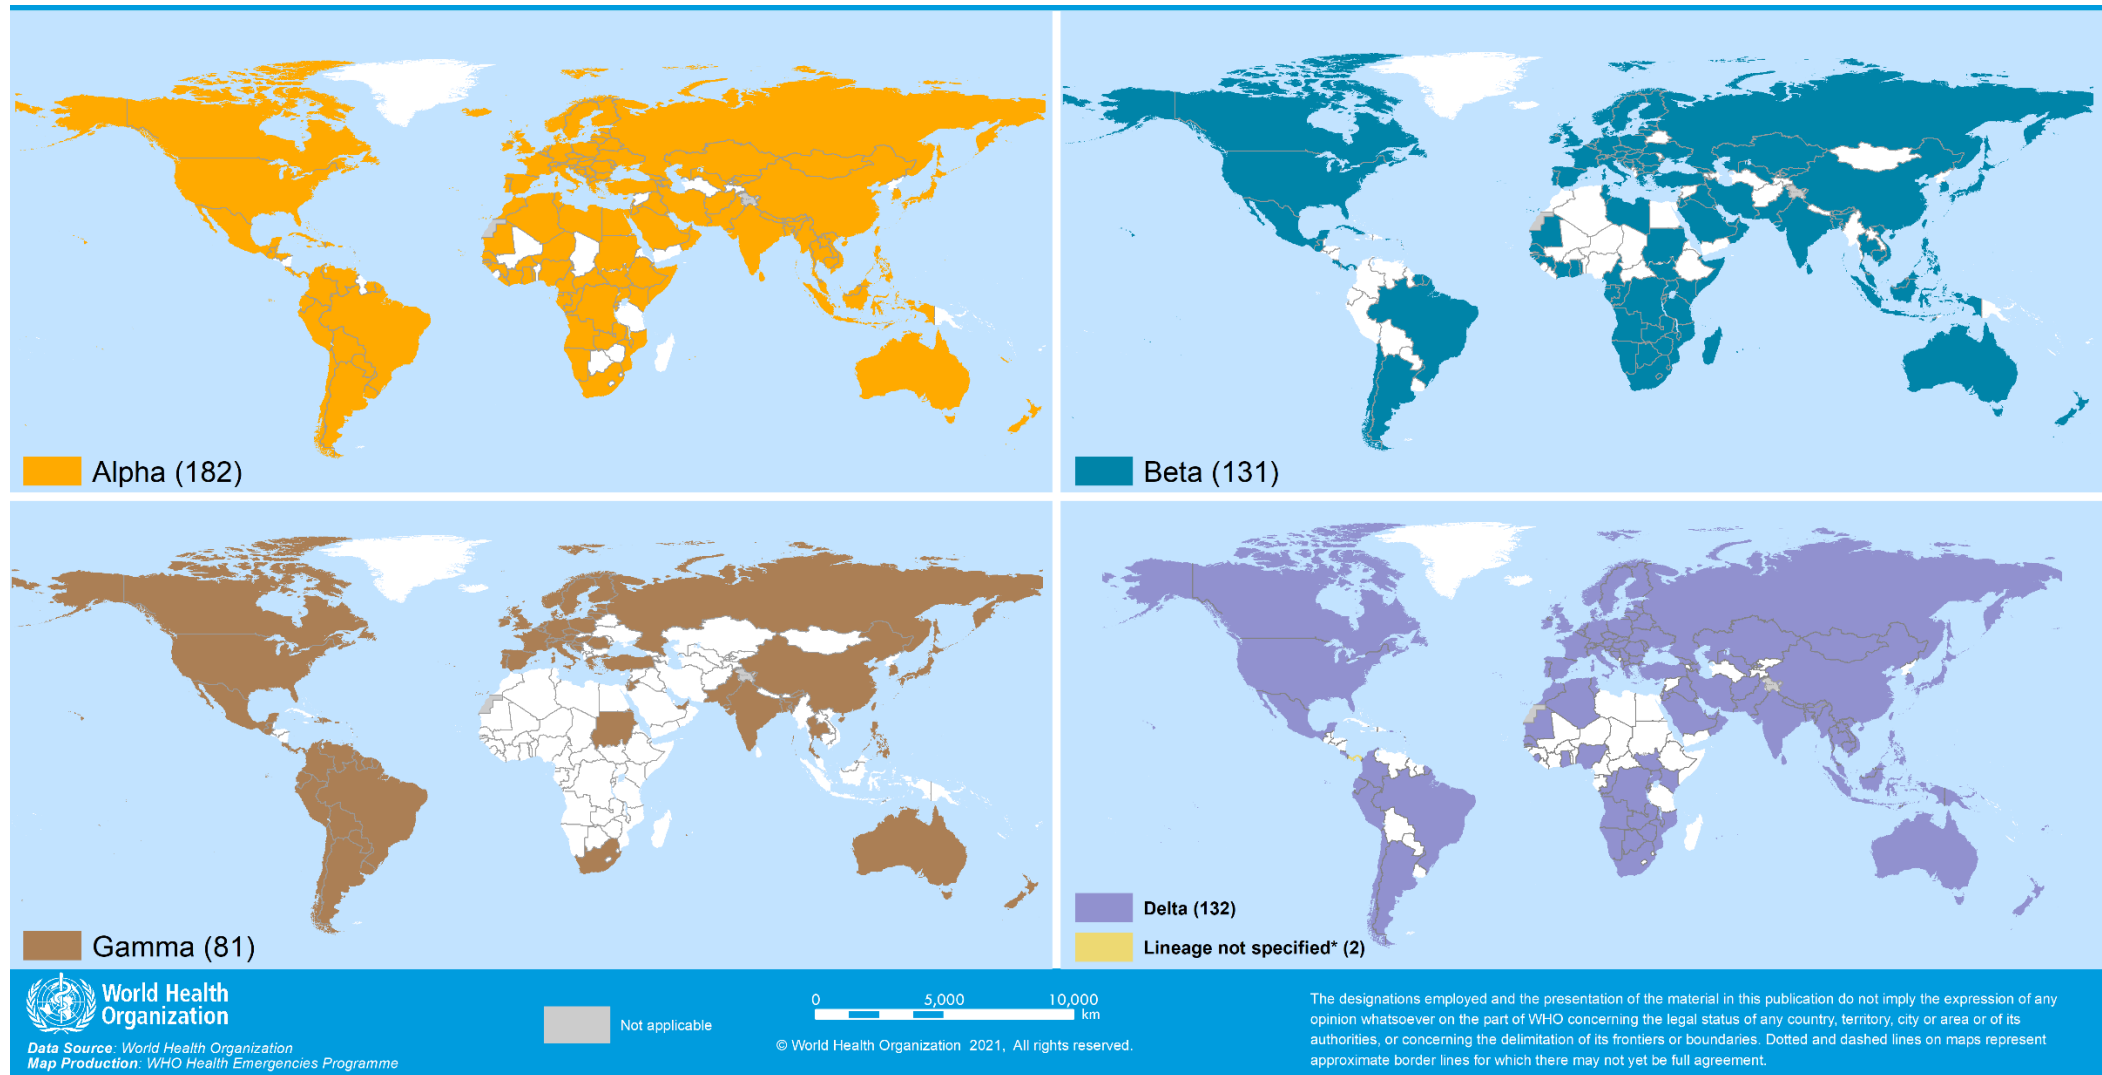 Alpha (182)
Beta (131)
Gamma (81)
Delta (132)
Lineage not specified* (2)
World Health
Organization
Data Source: World Health Organization
Map Production: WHO Health Emergencies Programme
Not applicable
0 5,000 10,000
km
© World Health Organization 2021, All rights reserved.
The designations employed and the presentation of the material in this publication do not imply the expression of any
opinion whatsoever on the part of WHO concerning the legal status of any country, territory, city or area or of its
authorities, or concerning the delimitation of its frontiers or boundaries. Dotted and dashed lines on maps represent
approximate border lines for which there may not yet be full agreement.